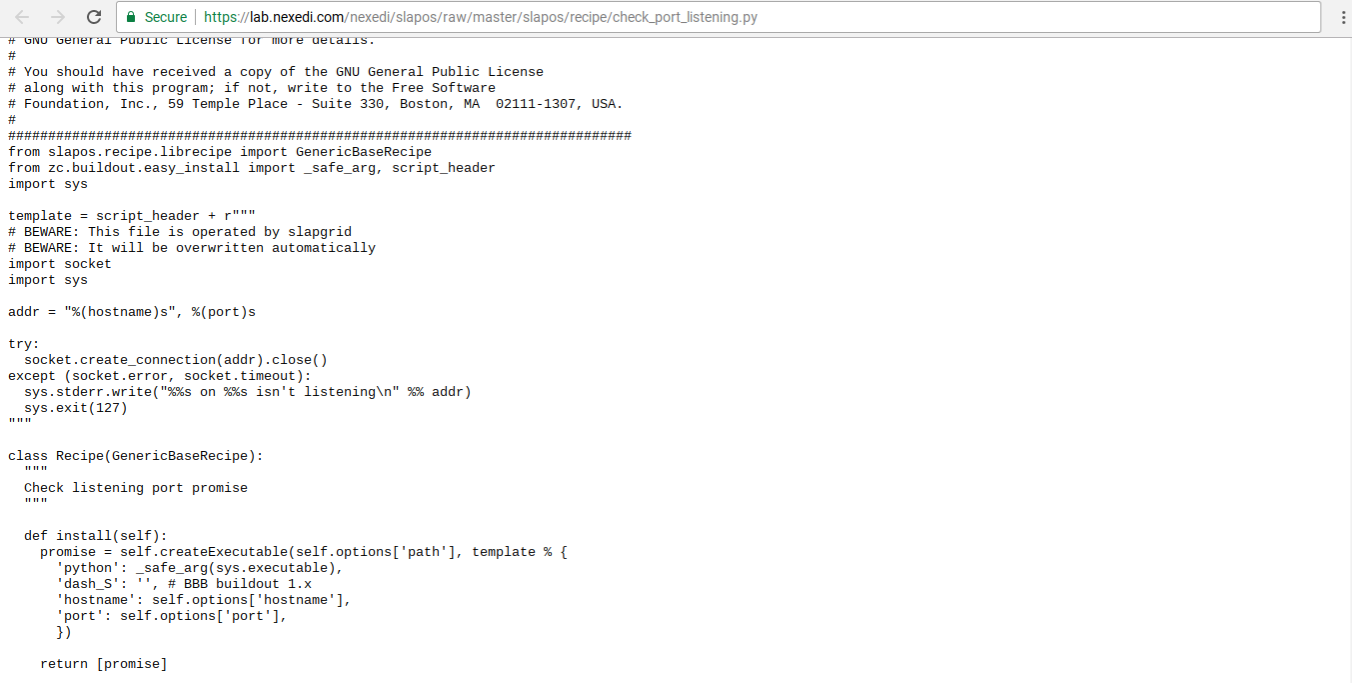 Secure https://lab.nexedi.com/nexedi/slapos/raw/master/slapos/recipe/check_port_listening.py
# GNU General Public License for more details.
#
# You should have received a copy of the GNU General Public License
# along with this program; if not, write to the Free Software
# Foundation, Inc., 59 Temple Place - Suite 330, Boston, MA  02111-1307, USA.
#
##############################################################################
from slapos.recipe.librecipe import GenericBaseRecipe
from zc.buildout.easy_install import _safe_arg, script_header
import sys

template = script_header + r"""
# BEWARE: This file is operated by slapgrid
# BEWARE: It will be overwritten automatically
import socket
import sys

addr = "%(hostname)s", %(port)s

try:
  socket.create_connection(addr).close()
except (socket.error, socket.timeout):
  sys.stderr.write("%%s on %%s isn't listening\n" %% addr)
  sys.exit(127)
"""

class Recipe(GenericBaseRecipe):
  """
  Check listening port promise
  """

  def install(self):
    promise = self.createExecutable(self.options['path'], template % {
      'python': _safe_arg(sys.executable),
      'dash_S': '', # BBB buildout 1.x
      'hostname': self.options['hostname'],
      'port': self.options['port'],
      })

    return [promise]